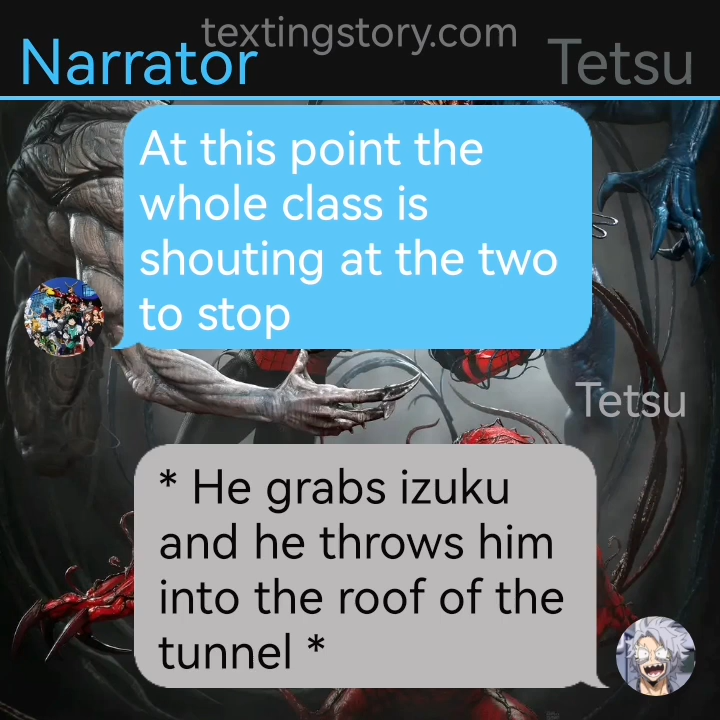 textingstory.com
Narrator
Tetsu
At this point the
whole class is
shouting at the two
to stop
Tetsu
* He grabs izuku
and he throws him
into the roof of the
tunnel *